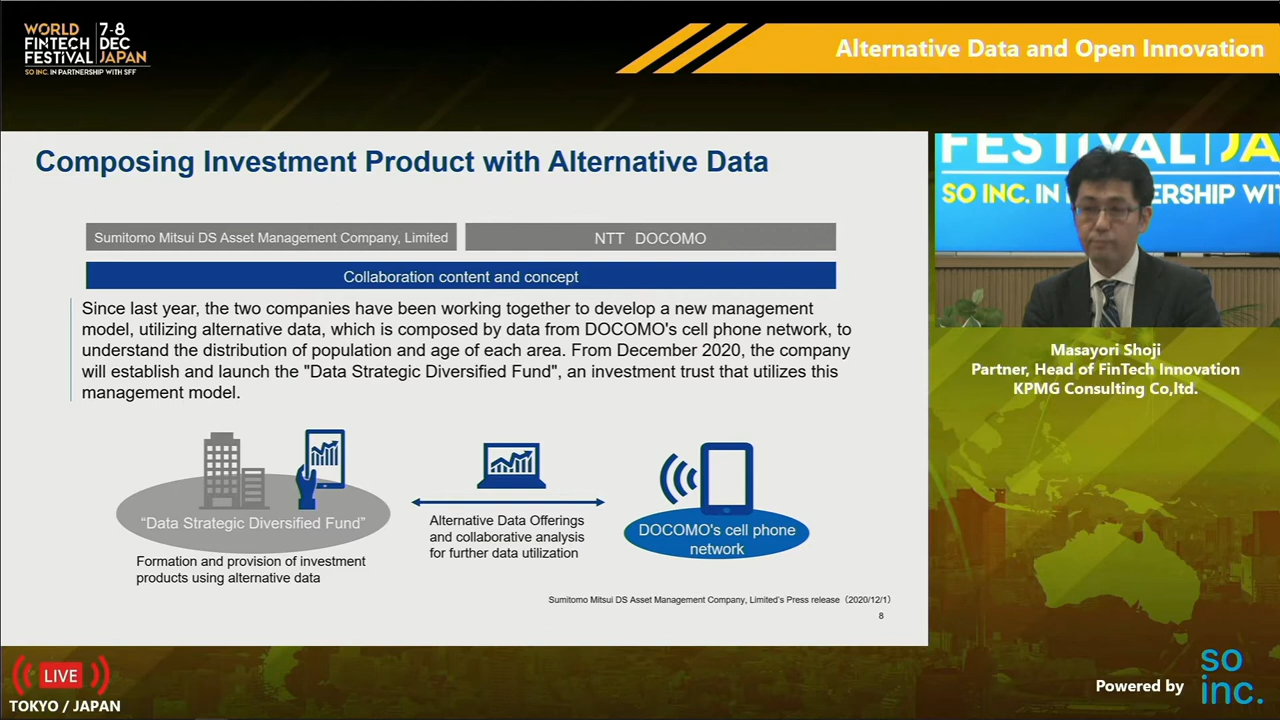 WORLD
FINTECH
FESTIVAL
7-8
DEC
JAPAN
SO INC. IN PARTNERSHIP WITH SFF
Alternative Data and Open Innovation
Composing Investment Product with Alternative Data
Sumitomo Mitsui DS Asset Management Company, Limited
NTT DOCOMO
Collaboration content and concept
Since last year, the two companies have been working together to develop a new management
model, utilizing alternative data, which is composed by data from DOCOMO's cell phone network, to
understand the distribution of population and age of each area. From December 2020, the company
will establish and launch the "Data Strategic Diversified Fund", an investment trust that utilizes this
management model.
“Data Strategic Diversified Fund”
Formation and provision of investment
products using alternative data
Alternative Data Offerings
and collaborative analysis
for further data utilization
DOCOMO's cell phone
network
Sumitomo Mitsui DS Asset Management Company, Limited's Press release（2020/12/1）
8
FESTIVAL JA
SO INC. IN PARTNERSHIP WIT
Masayori Shoji
Partner, Head of FinTech Innovation
KPMG Consulting Co,ltd.
LIVE
TOKYO / JAPAN
Powered by
so
inc.